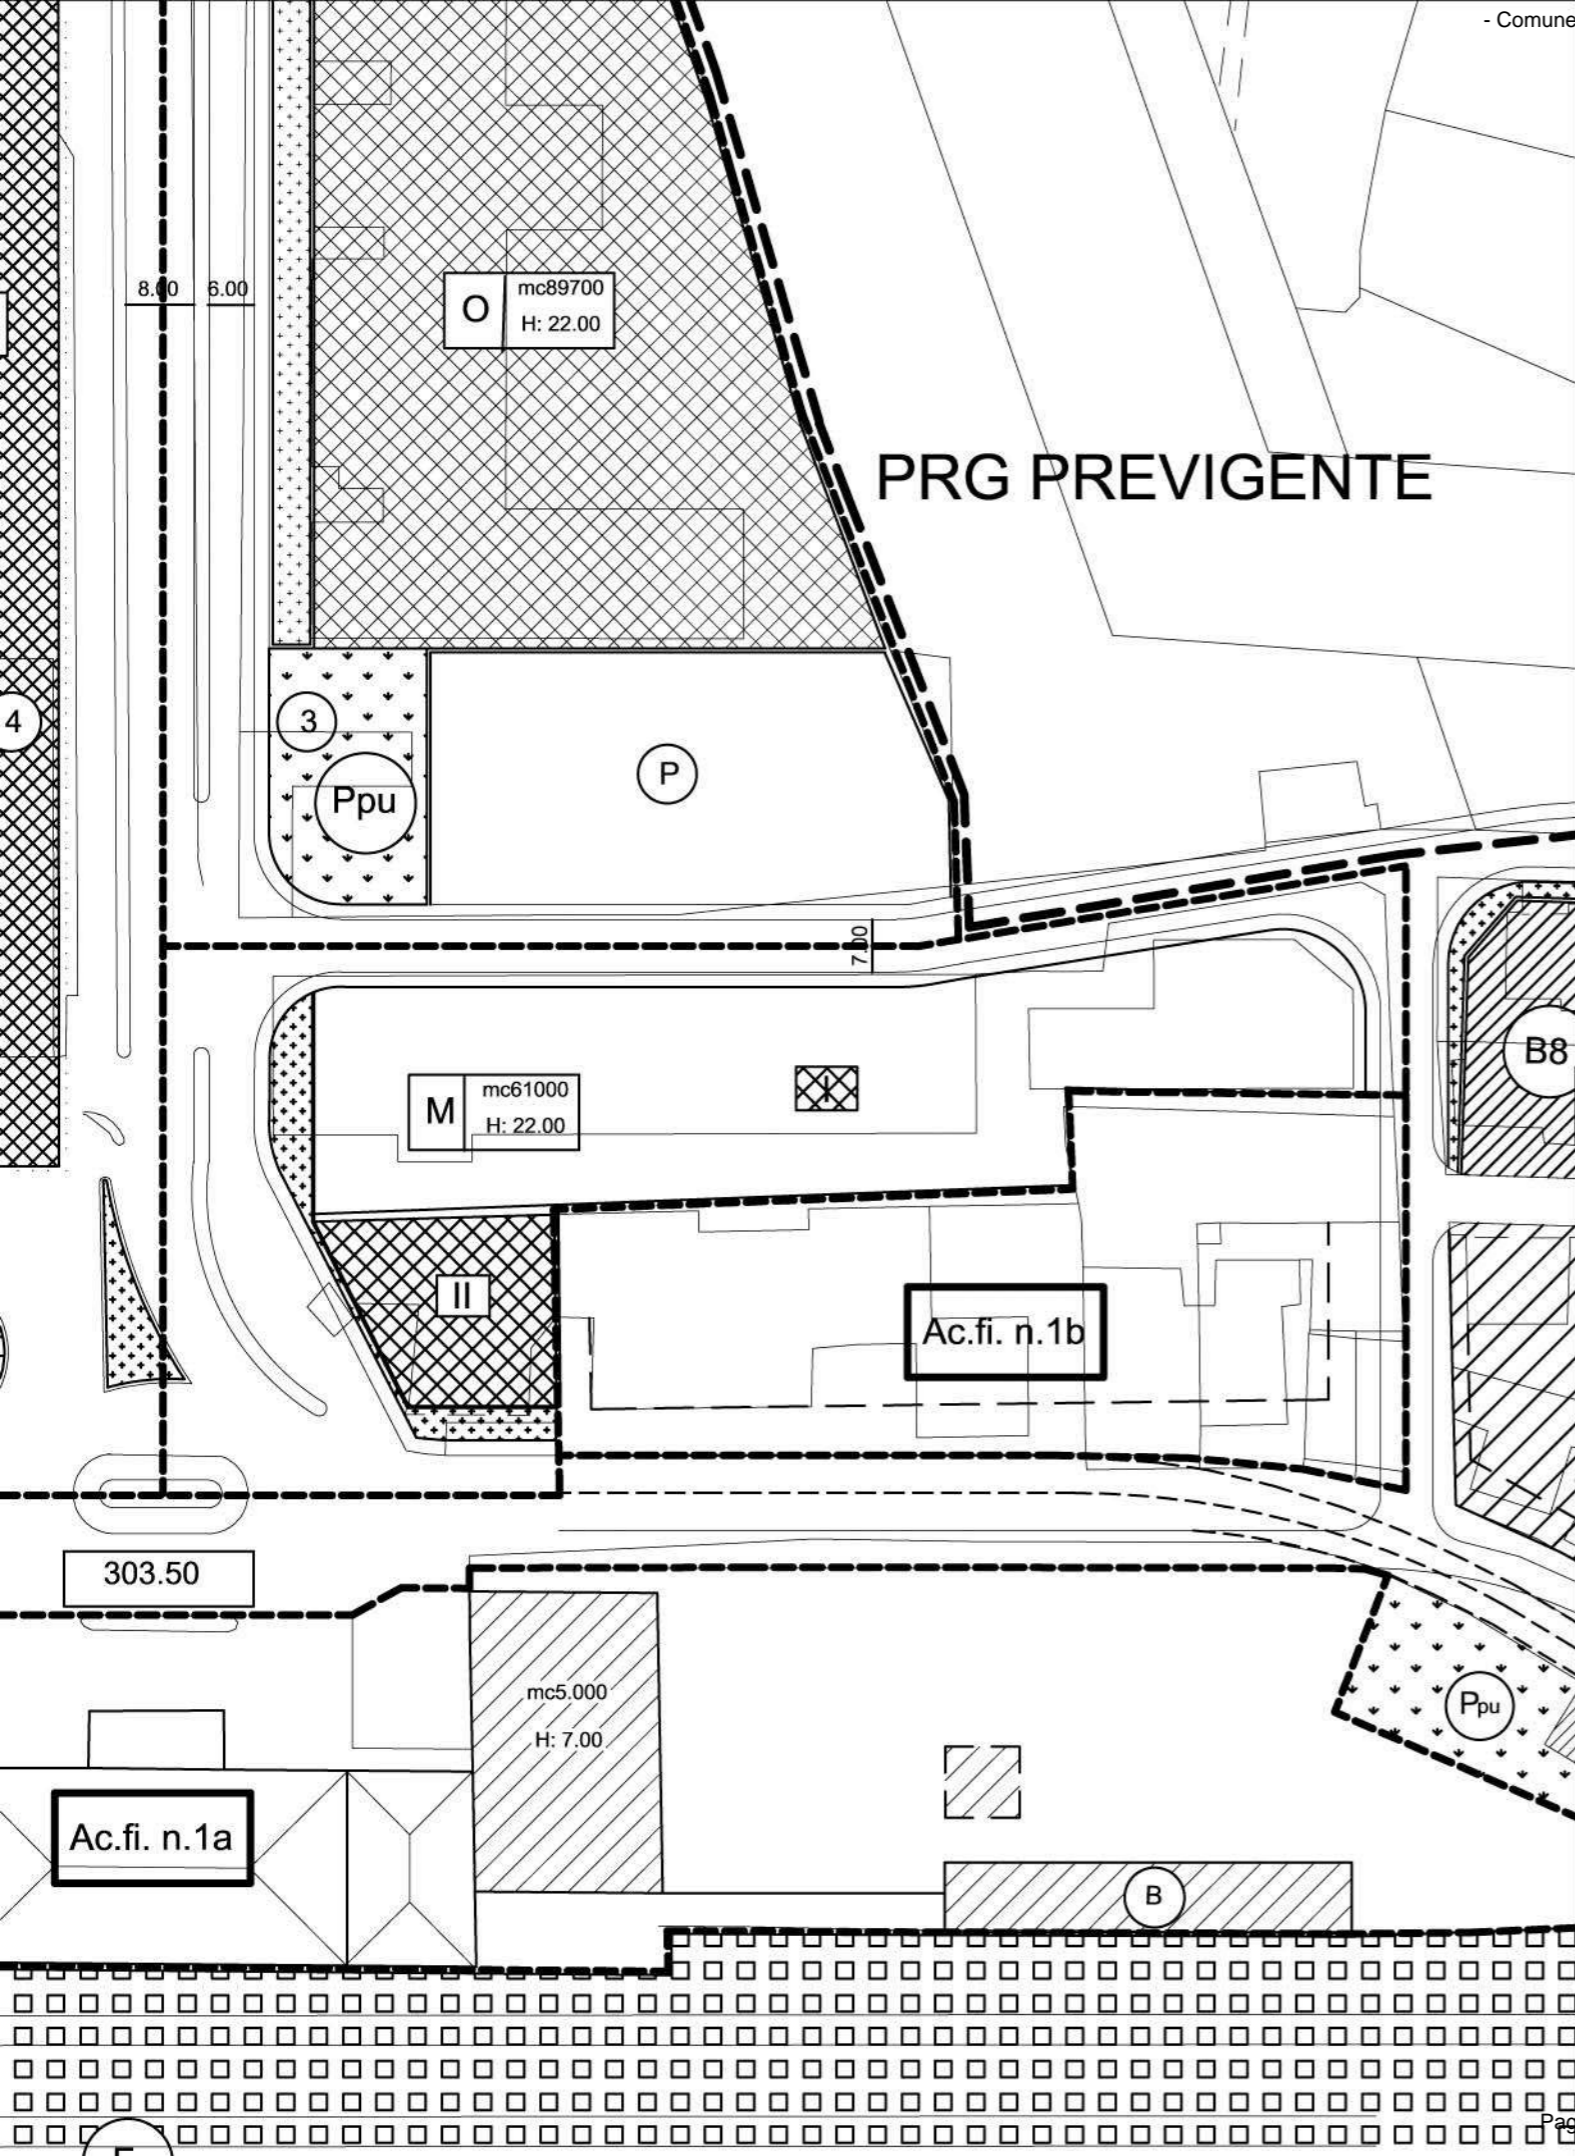 - Comune
8.00
6.00
O
mc89700
H: 22.00
PRG PREVIGENTE
4
3
Ppu
P
7.00
B8
M
mc61000
H: 22.00
I
II
Ac.fi. n.1b
303.50
mc5.000
H: 7.00
Ppu
Ac.fi. n.1a
B
Pag